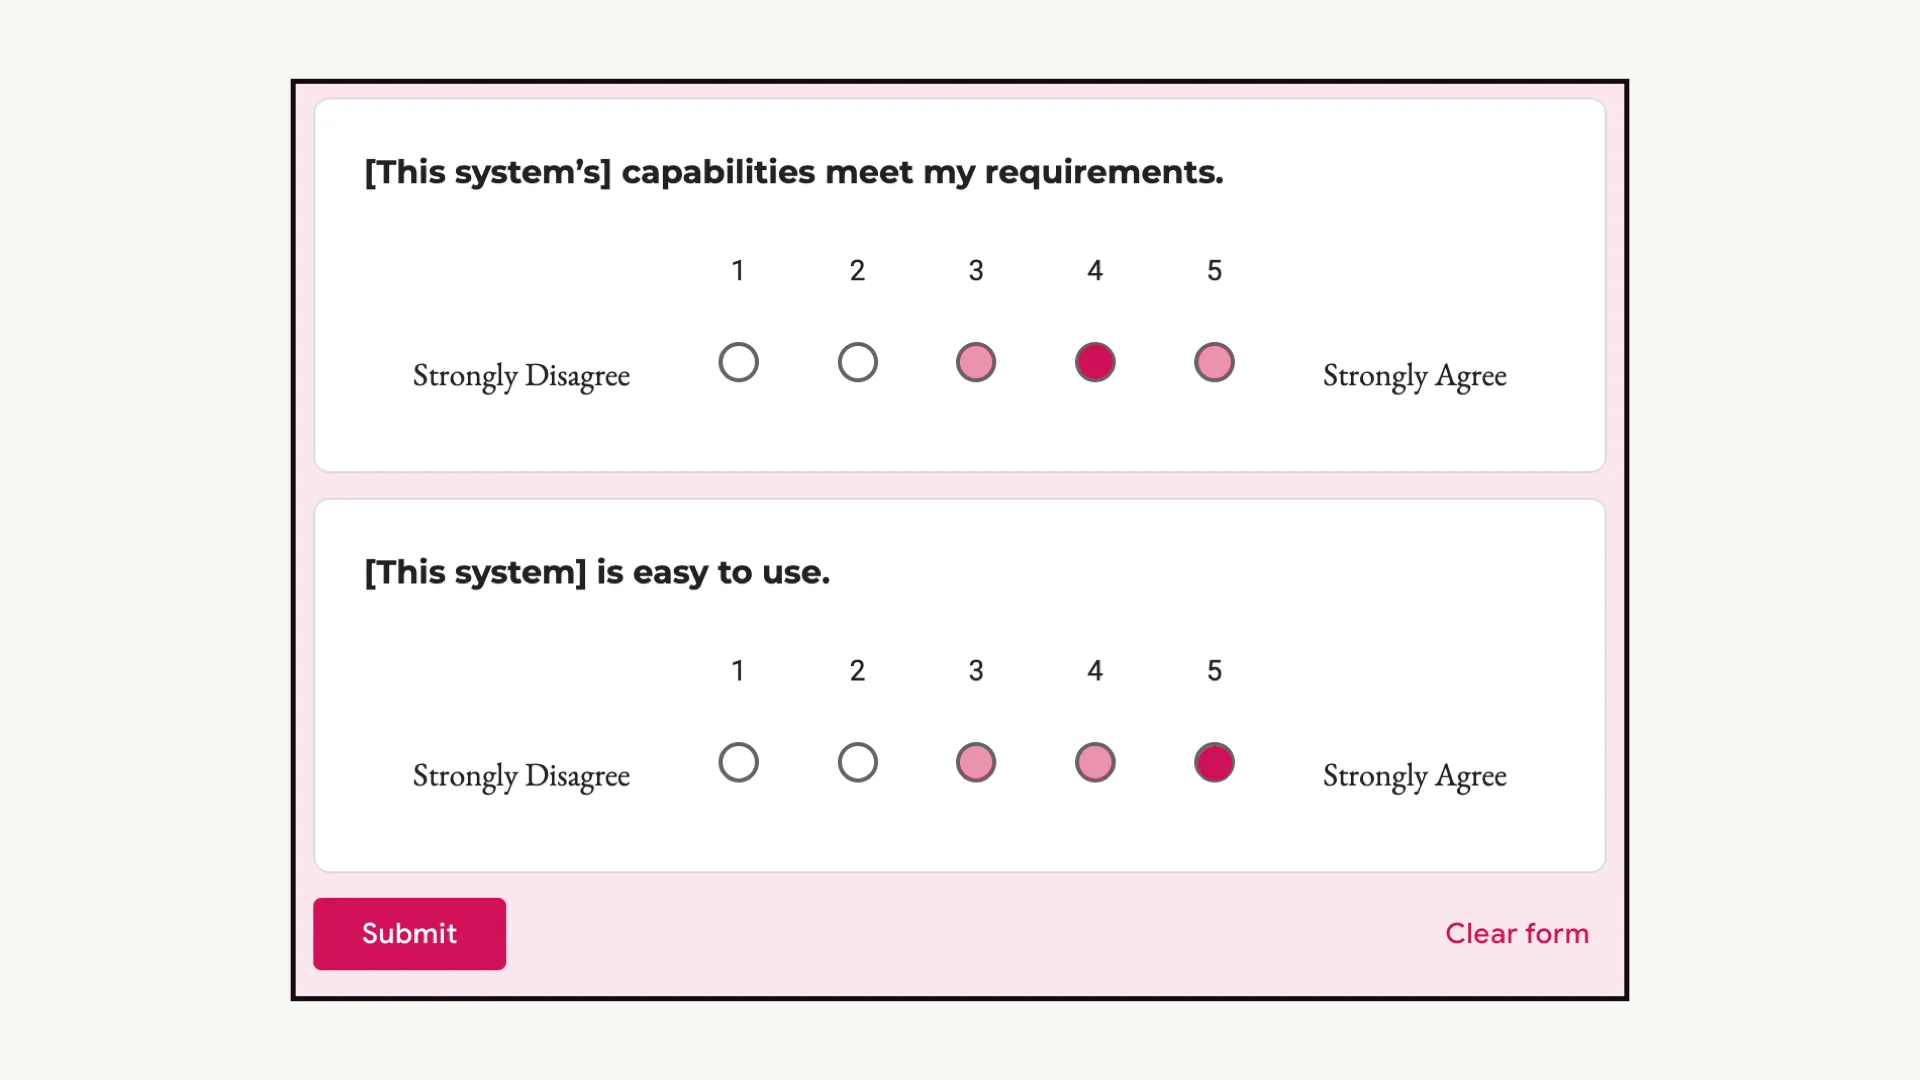 [This system’s] capabilities meet my requirements.
1 2 3 4 5
Strongly Disagree Strongly Agree
[This system] is easy to use.
1 2 3 4 5
Strongly Disagree Strongly Agree
Submit Clear form